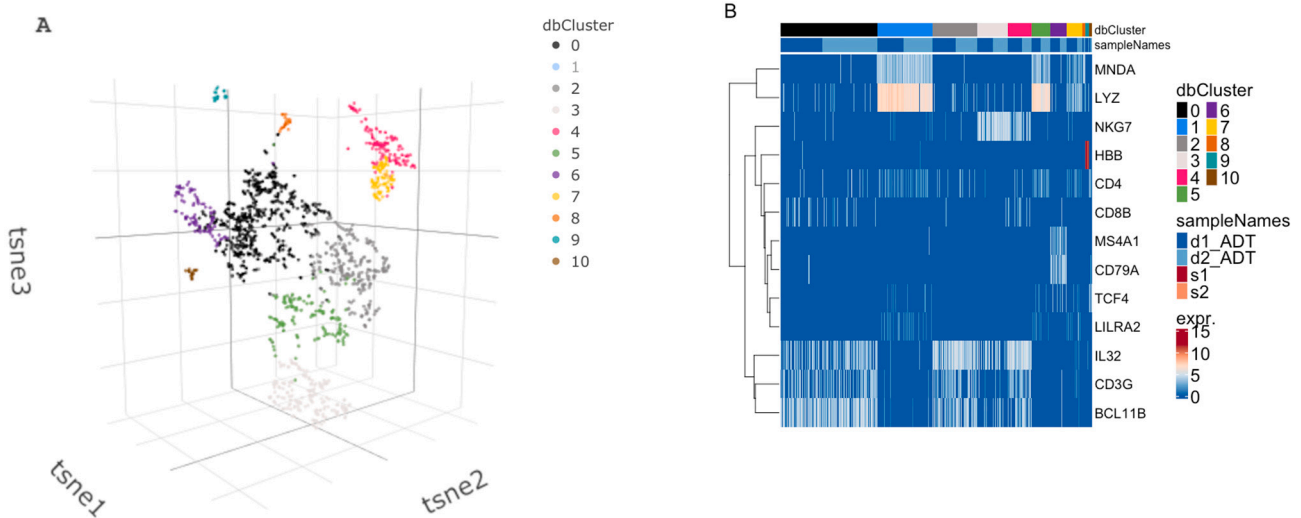 A
dbCluster
0
1
2
3
4
5
6
7
8
9
10
tsne3
tsne1
tsne2
B
dbCluster
sampleNames
MNDA
LYZ
NKG7
HBB
CD4
CD8B
MS4A1
CD79A
TCF4
LILRA2
IL32
CD3G
BCL11B
dbCluster
0 6
1 7
2 8
3 9
4 10
5
sampleNames
d1_ADT
d2_ADT
s1
s2
expr.
15
10
5
0